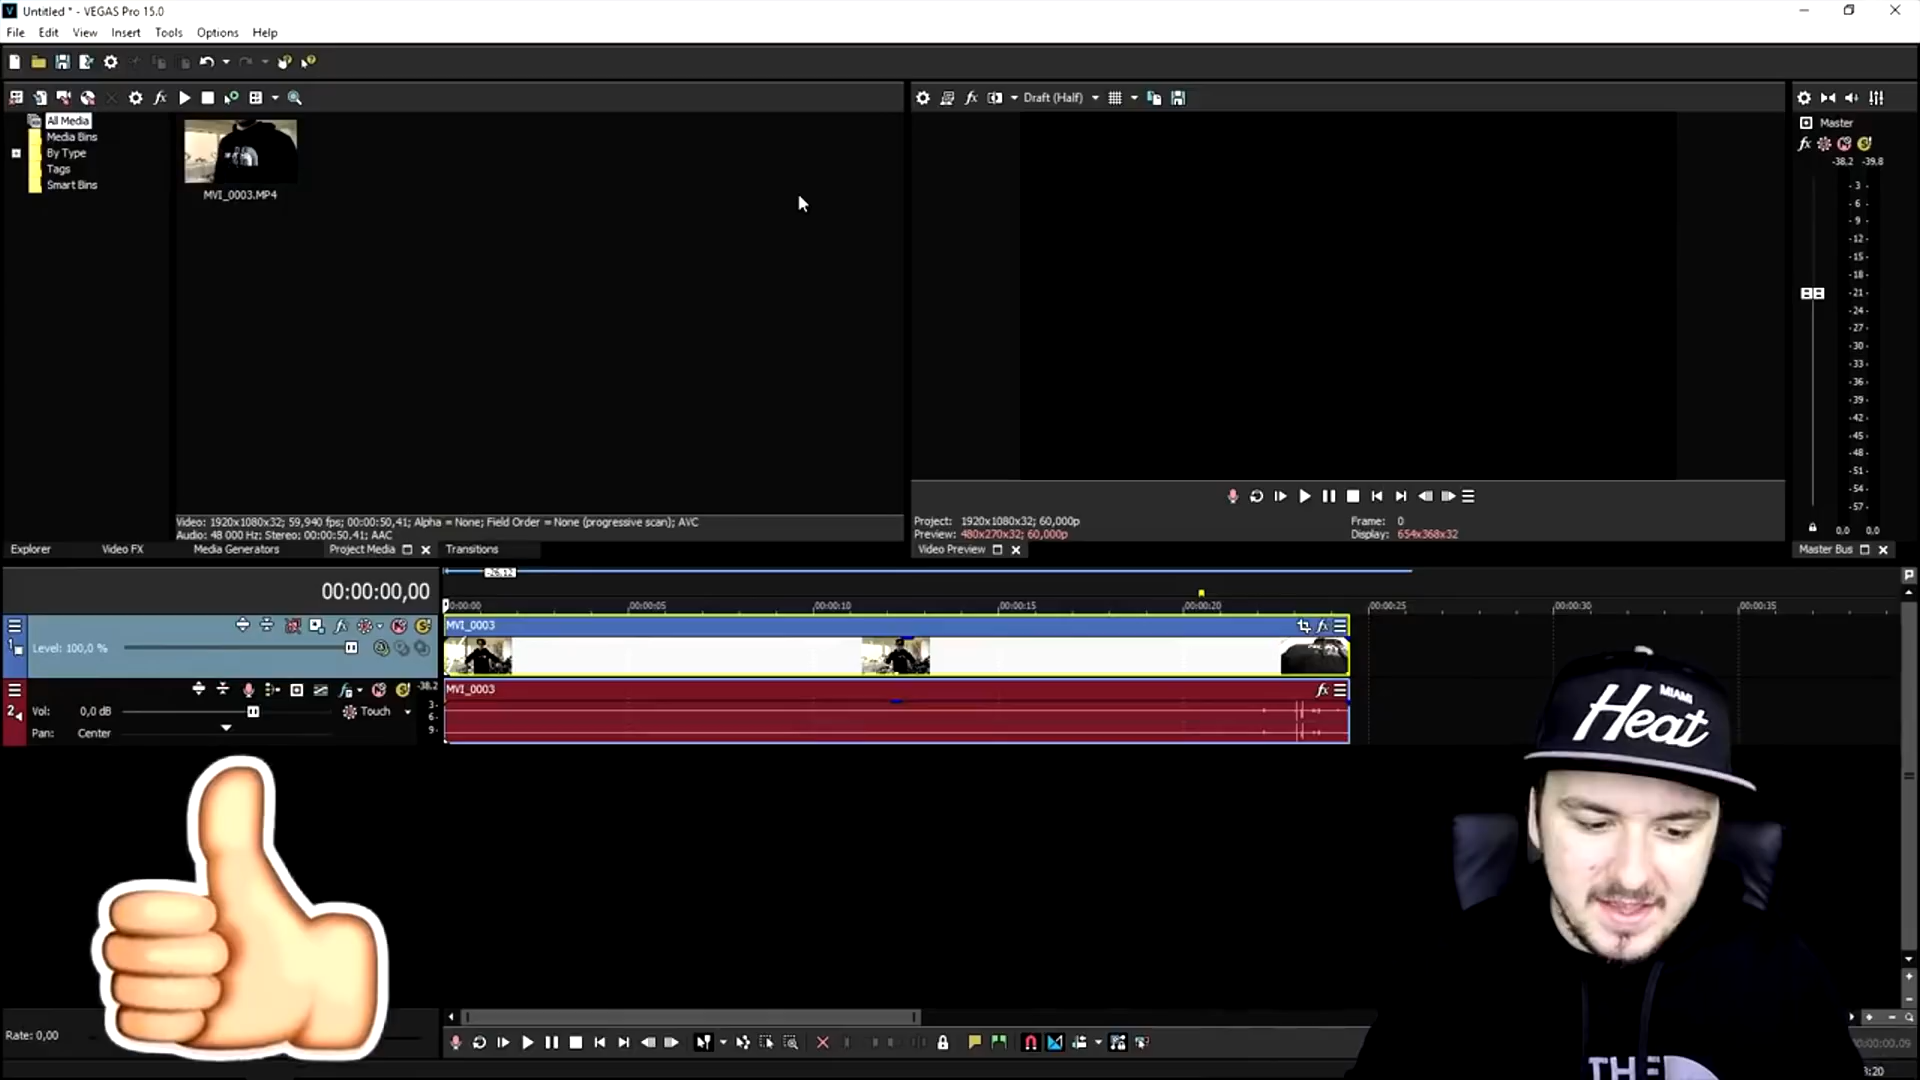 Untitled * - VEGAS Pro 15.0
File Edit View Insert Tools Options Help
Draft (Half)
All Media
Media Bins
By Type
Tags
Smart Bins
MVI_0003.MP4
Master
-38.2 -39.8
- 3 -
- 6 -
- 9 -
-12-
-15-
-18-
-21-
-24-
-27-
-30-
-33-
-36-
-39-
-42-
-45-
-48-
-51-
-54-
-57-
0,0 0,0
Video: 1920x1080x32; 59,940 fps; 00:00:50,41; Alpha = None; Field Order = None (progressive scan); AVC
Audio: 48 000 Hz; Stereo; 00:00:50,41; AAC
Project: 1920x1080x32; 60,000p
Preview: 480x270x32; 60,000p
Frame: 0
Display: 654x368x32
Explorer Video FX Media Generators Project Media Transitions
Video Preview
Master Bus
00:00:00,00
-26.12
0:00:00 00:00:05 00:00:10 00:00:15 00:00:20 00:00:25 00:00:30 00:00:35
1
Level: 100,0 %
MVI_0003
2
-38.2
3-
6-
9-
Vol: 0,0 dB
Touch
Pan: Center
MVI_0003
MIAMI
Heat
THE
Rate: 0,00
00:00:00.09
3:20